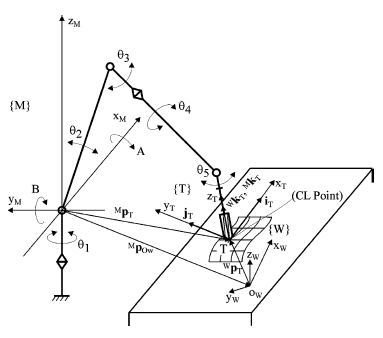 z_M
θ_3
{M}
x_M
θ_4
θ_2
A
θ_5
{T}
^W k_T, ^M k_T
z_T
x_T
i_T
B
y_M
y_T
j_T
(CL Point)
^M p_T
{W}
θ_1
T
x_W
^M p_Ow
^W p_T
z_W
o_W
y_W